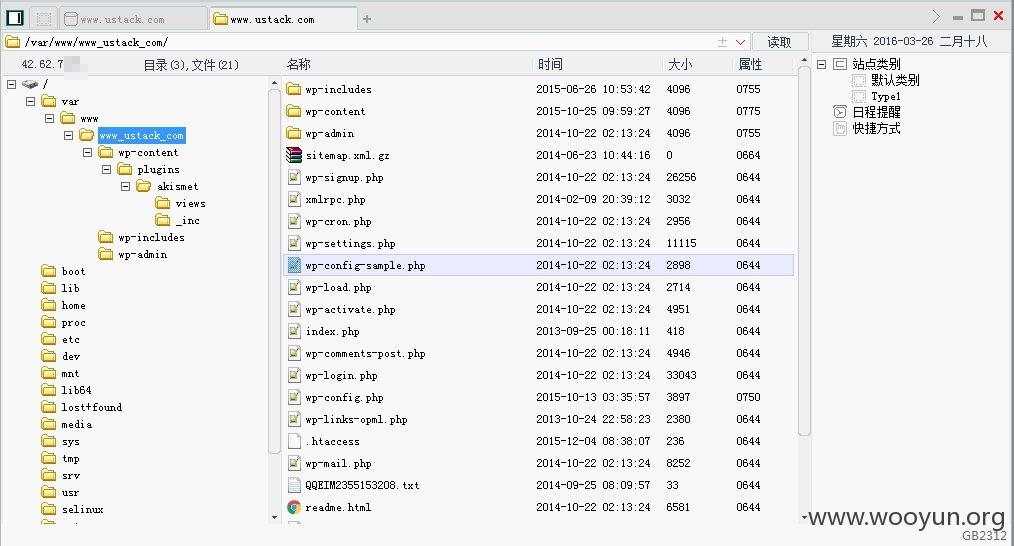 www.ustack.com
www.ustack.com
/var/www/www_ustack_com/
读取
星期六 2016-03-26 二月十八
42.62.7
目录(3),文件(21)
名称 时间 大小 属性
/
var
www
www_ustack_com
wp-content
plugins
akismet
views
_inc
wp-includes
wp-admin
boot
lib
home
proc
etc
dev
mnt
lib64
lost+found
media
sys
tmp
srv
usr
selinux
wp-includes 2015-06-26 10:53:42 4096 0755
wp-content 2015-10-25 09:59:27 4096 0775
wp-admin 2014-10-22 02:13:24 4096 0755
sitemap.xml.gz 2014-06-23 10:44:16 0 0664
wp-signup.php 2014-10-22 02:13:24 26256 0644
xmlrpc.php 2014-02-09 20:39:12 3032 0644
wp-cron.php 2014-10-22 02:13:24 2956 0644
wp-settings.php 2014-10-22 02:13:24 11115 0644
wp-config-sample.php 2014-10-22 02:13:24 2898 0644
wp-load.php 2014-10-22 02:13:24 2714 0644
wp-activate.php 2014-10-22 02:13:24 4951 0644
index.php 2013-09-25 00:18:11 418 0644
wp-comments-post.php 2014-10-22 02:13:24 4946 0644
wp-login.php 2014-10-22 02:13:24 33043 0644
wp-config.php 2015-10-13 03:35:57 3897 0750
wp-links-opml.php 2013-10-24 22:58:23 2380 0644
.htaccess 2015-12-04 08:38:07 236 0644
wp-mail.php 2014-10-22 02:13:24 8252 0644
QQEIM2355153208.txt 2014-09-25 08:09:57 33 0644
readme.html 2014-10-22 02:13:24 6581 0644
站点类别
默认类别
Type1
日程提醒
快捷方式
www.wooyun.org
GB2312